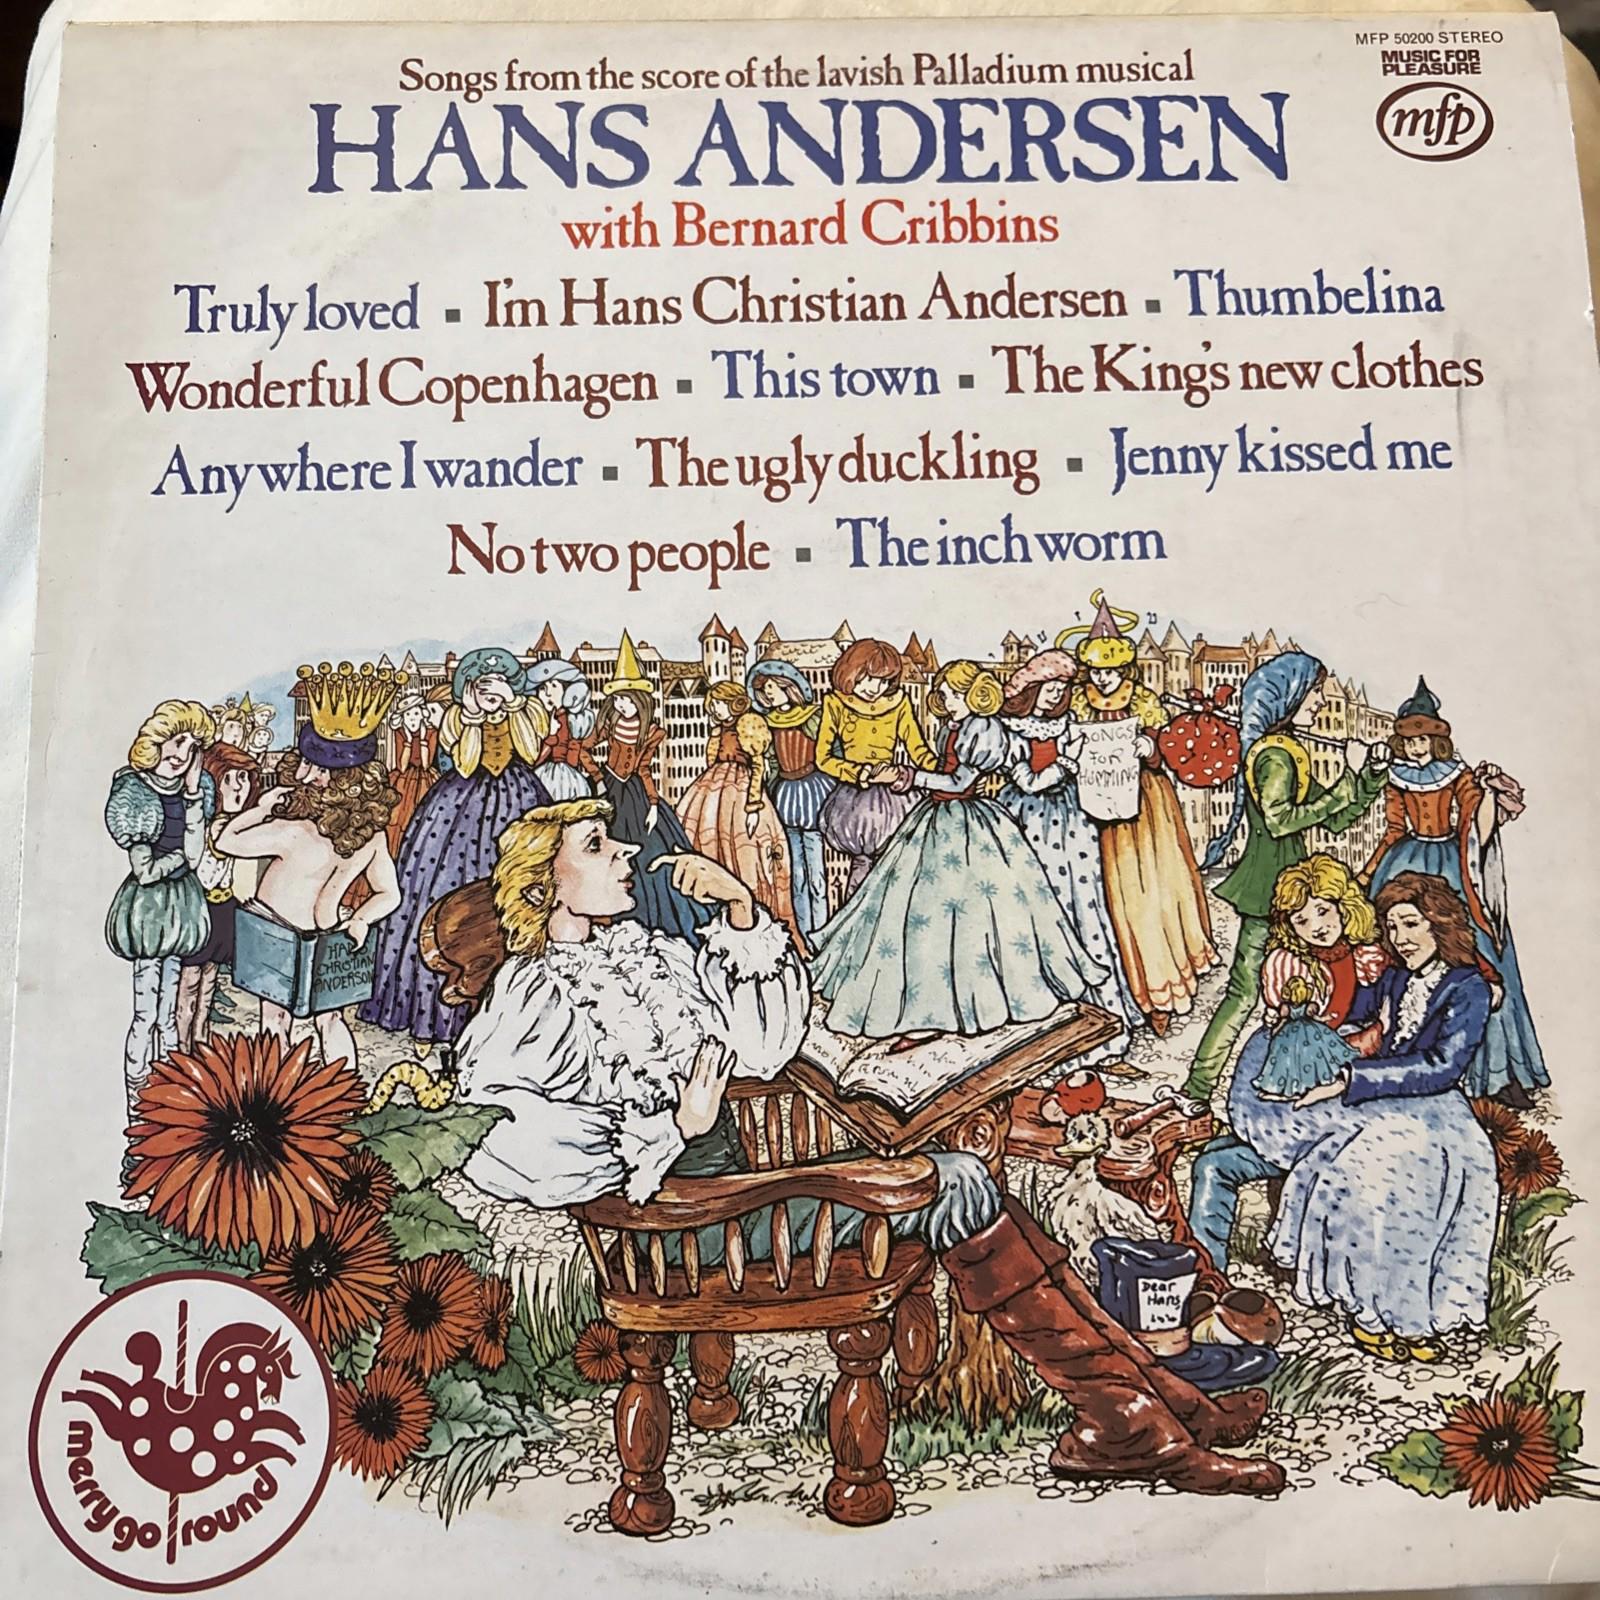 MFP 50200 STEREO
MUSIC FOR
PLEASURE
mfp
Songs from the score of the lavish Palladium musical
HANS ANDERSEN
with Bernard Cribbins
Truly loved ▪ I'm Hans Christian Andersen ▪ Thumbelina
Wonderful Copenhagen ▪ This town ▪ The King's new clothes
Anywhere I wander ▪ The ugly duckling ▪ Jenny kissed me
No two people ▪ The inch worm
SONGS
FOR
HUMMING
HANS
CHRISTIAN
ANDERSON
Dear
Hans
merry go round